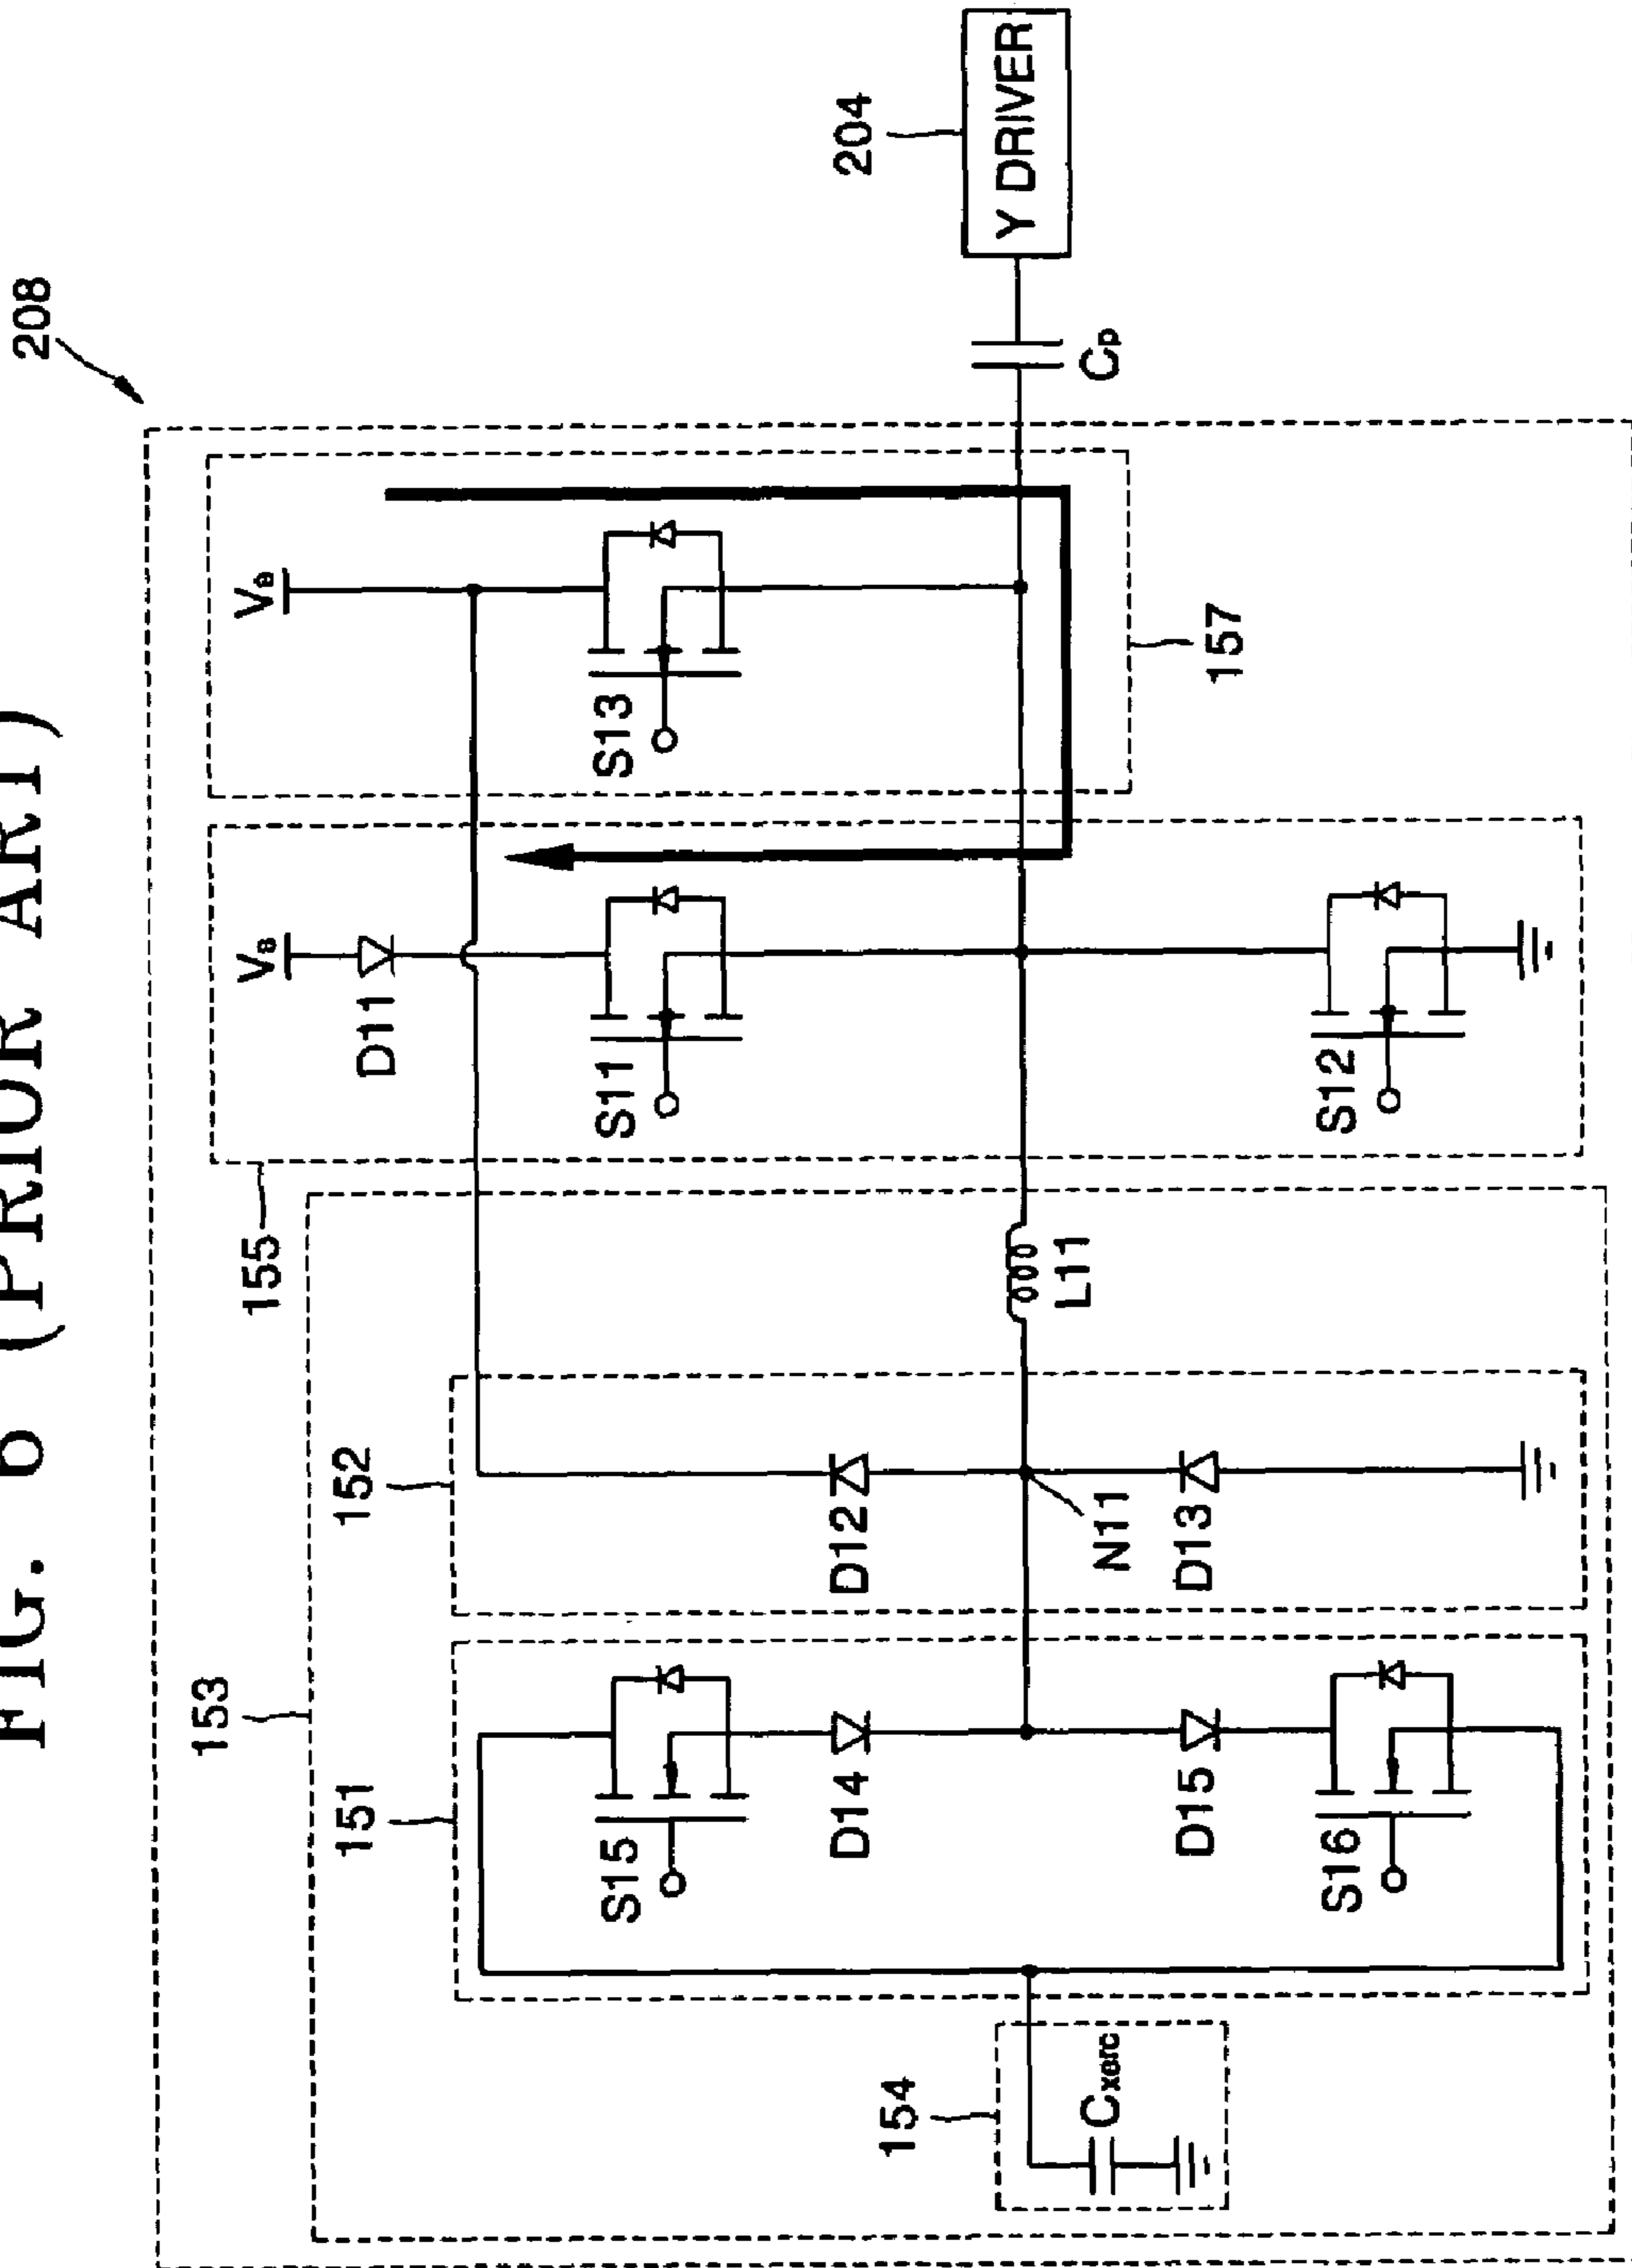 FIG. 6 (PRIOR ART)
208
153
151
152
155
Vs
Ve
D11
S15
S11
S13
D14
D12
204
154
Cxerc
N11
L11
Cp
Y DRIVER
D15
D13
157
S16
S12